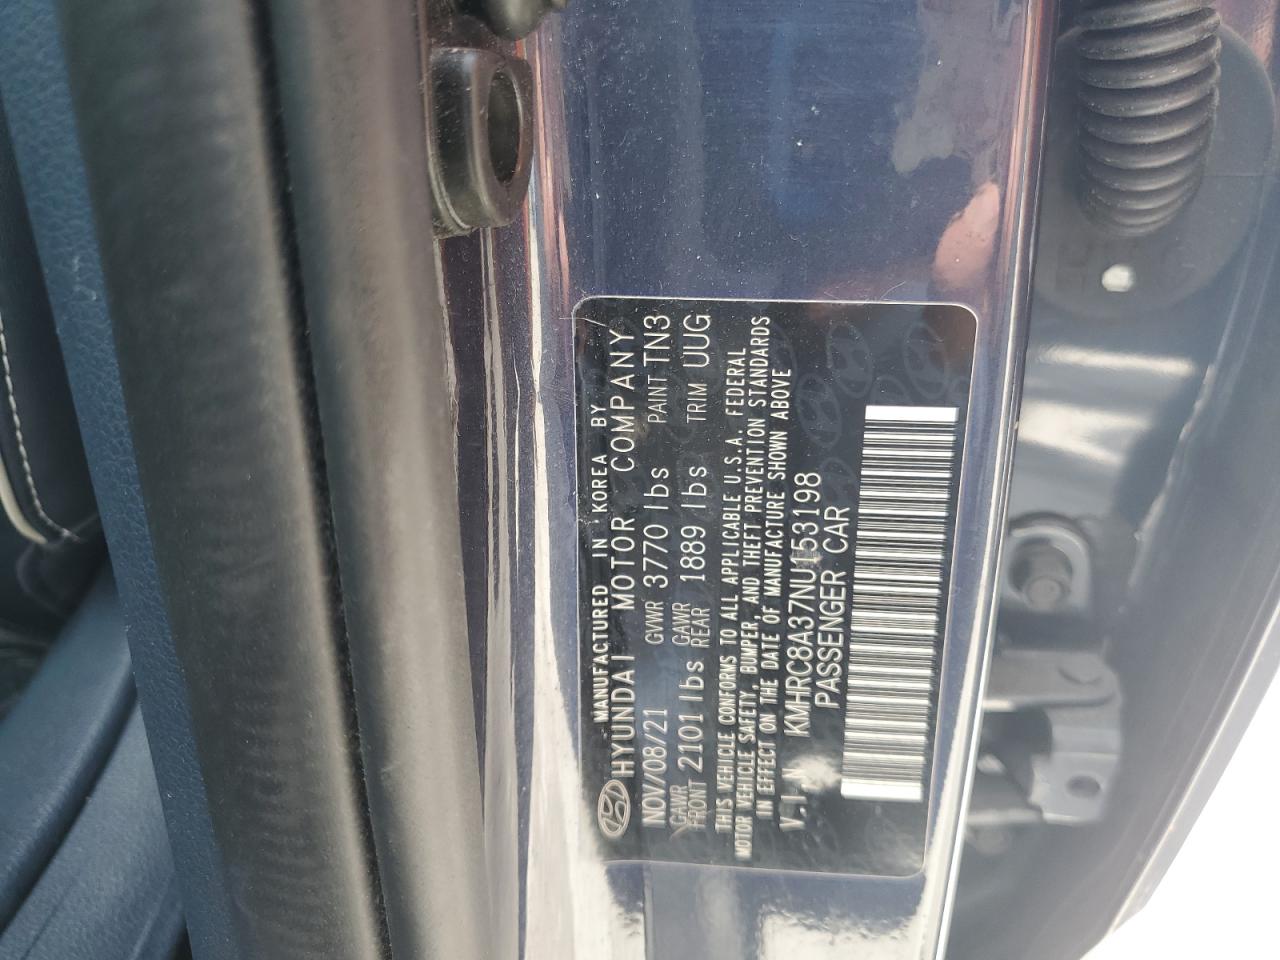 MANUFACTURED IN KOREA BY
HYUNDAI MOTOR COMPANY
NOV/08/21 GVWR 3770 lbs PAINT TN3
GAWR FRONT 2101 lbs GAWR REAR 1889 lbs TRIM UUG
THIS VEHICLE CONFORMS TO ALL APPLICABLE U.S.A. FEDERAL
MOTOR VEHICLE SAFETY, BUMPER, AND THEFT PREVENTION STANDARDS
IN EFFECT ON THE DATE OF MANUFACTURE SHOWN ABOVE
V.I.N KMHRC8A37NU153198
PASSENGER CAR